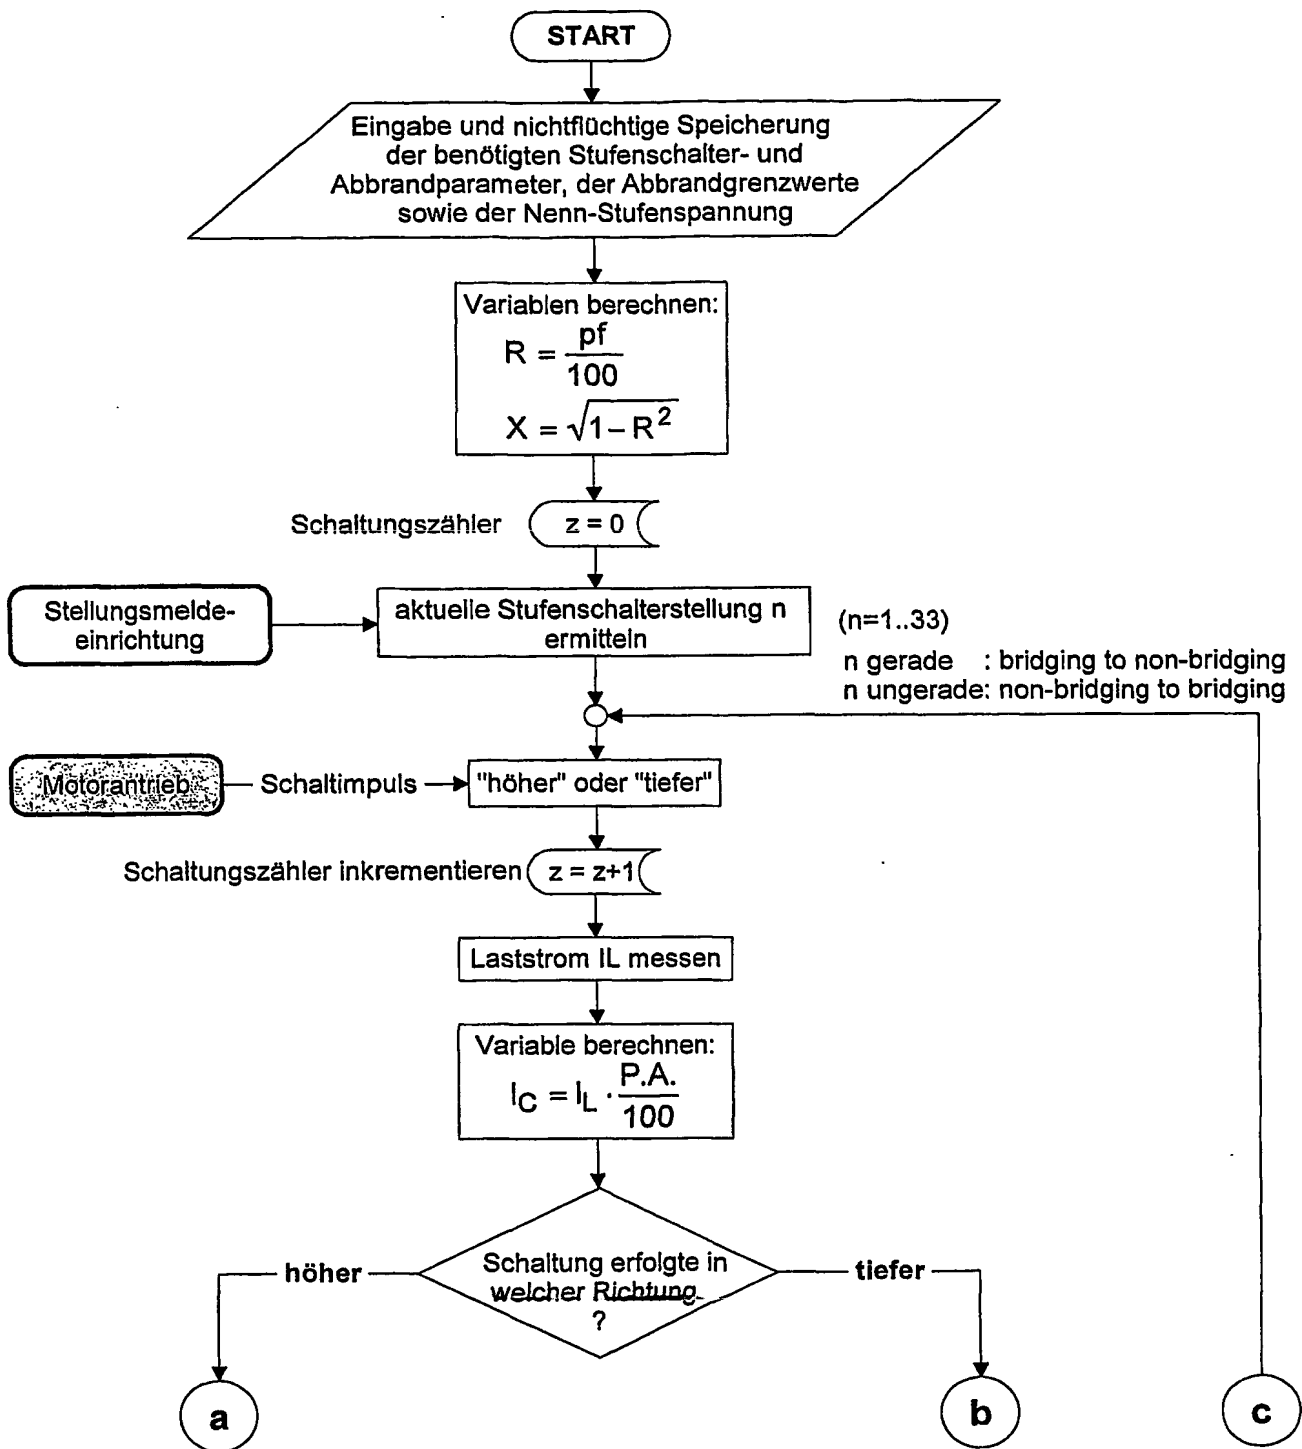 START
Eingabe und nichtflüchtige Speicherung
der benötigten Stufenschalter- und
Abbrandparameter, der Abbrandgrenzwerte
sowie der Nenn-Stufenspannung
Variablen berechnen:
R = pf/100
X = √(1 – R²)
Schaltungszähler
z = 0
Stellungsmelde-
einrichtung
aktuelle Stufenschalterstellung n
ermitteln
(n=1..33)
n gerade : bridging to non-bridging
n ungerade: non-bridging to bridging
Motorantrieb
Schaltimpuls
"höher" oder "tiefer"
Schaltungszähler inkrementieren
z = z+1
Laststrom IL messen
Variable berechnen:
I_C = I_L · P.A./100
höher
Schaltung erfolgte in
welcher Richtung
?
tiefer
a
b
c